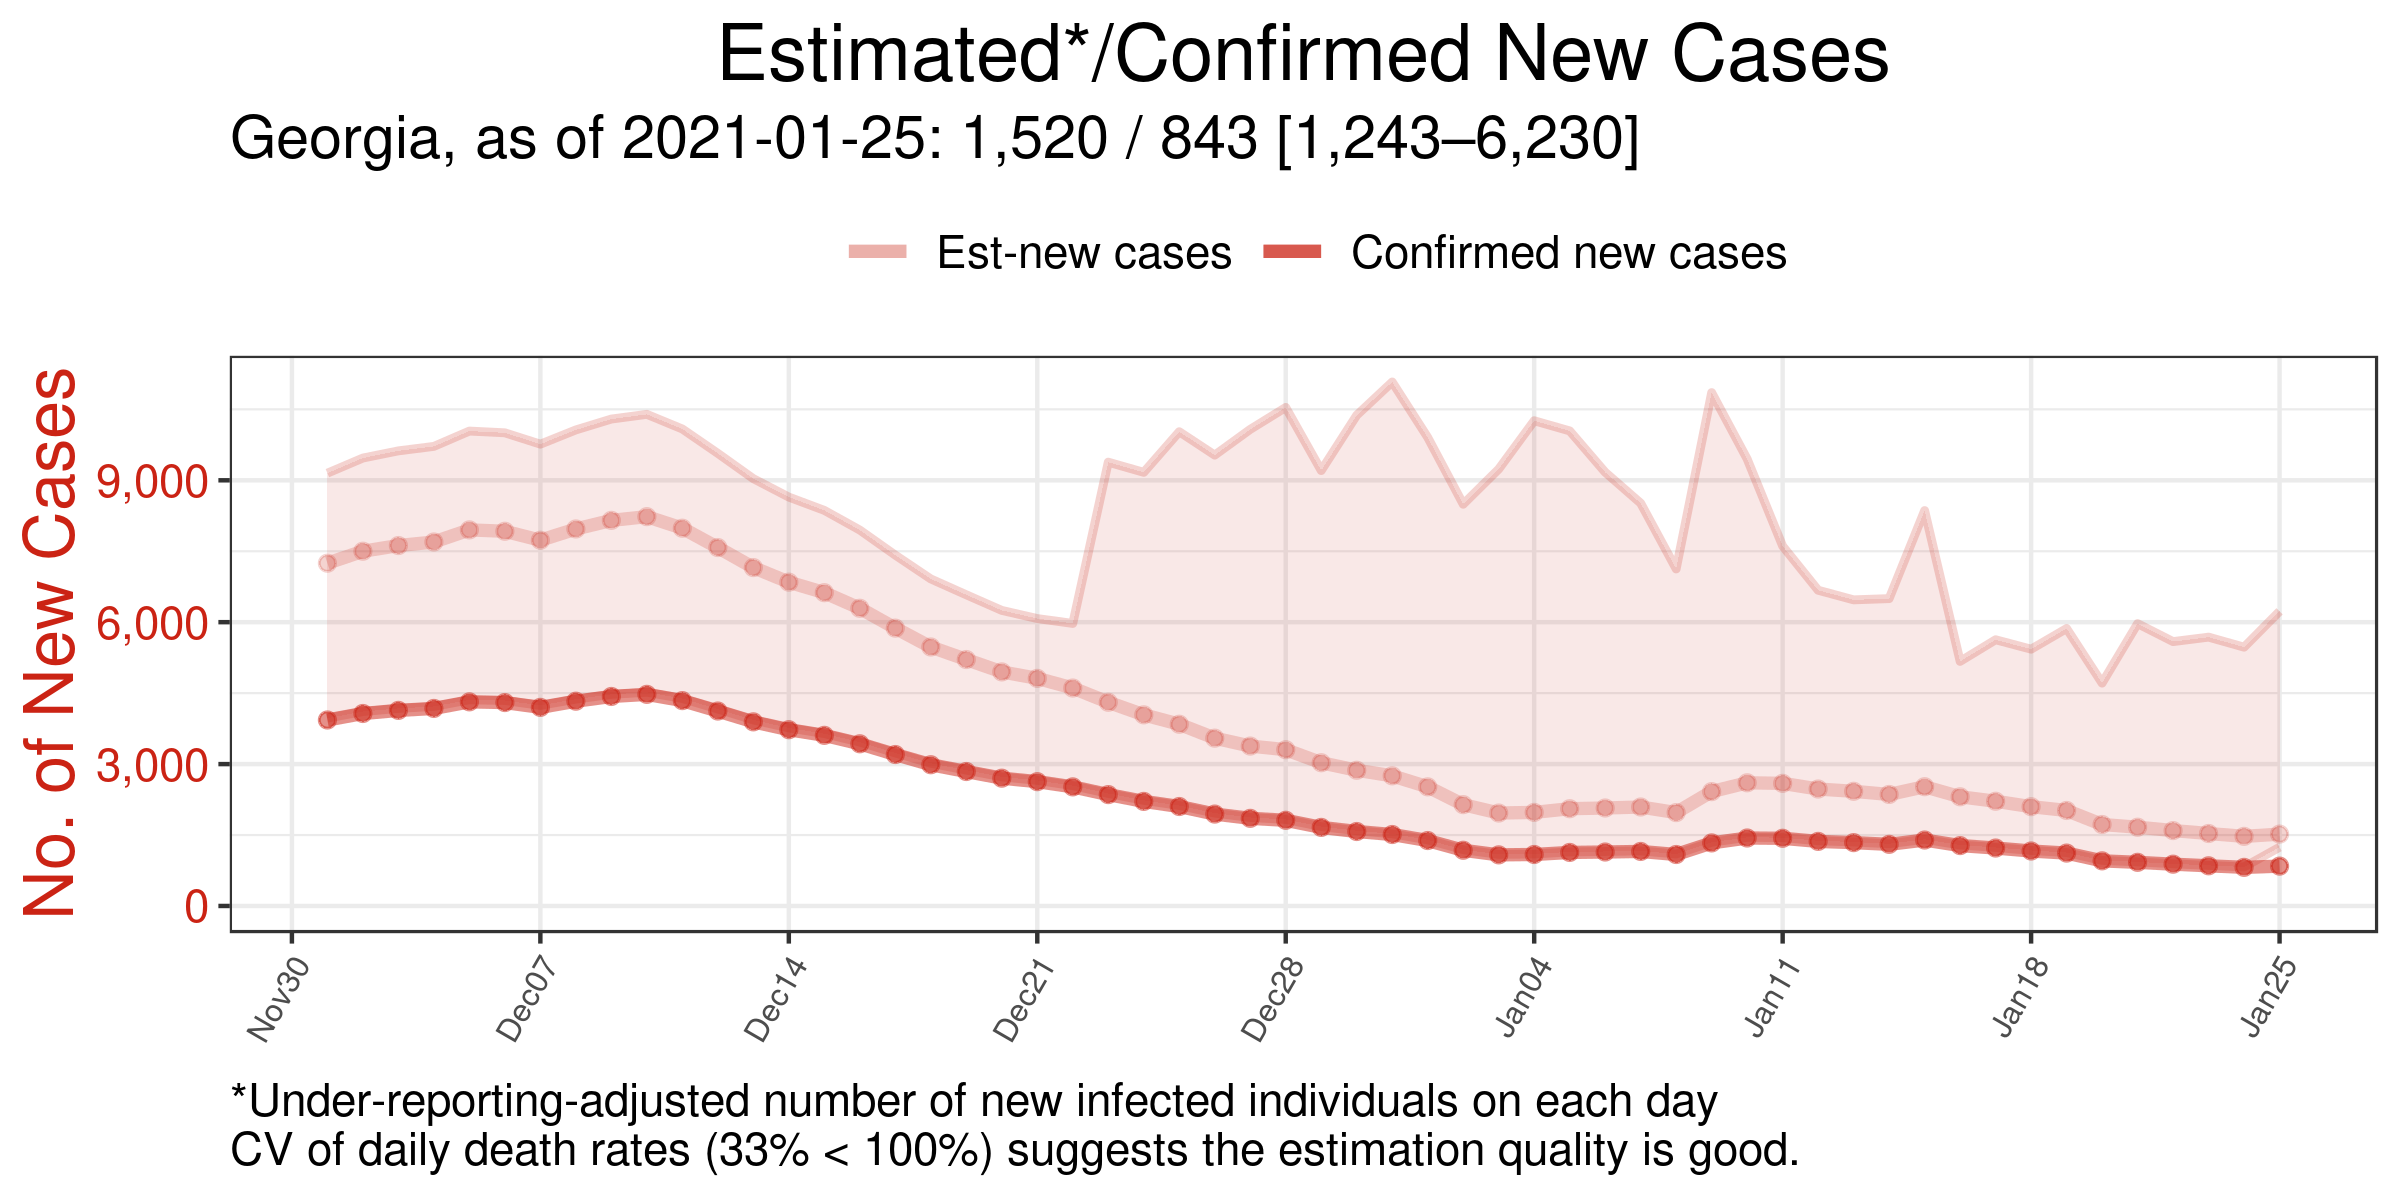 Estimated*/Confirmed New Cases
Georgia, as of 2021-01-25: 1,520 / 843 [1,243–6,230]
Est-new cases
Confirmed new cases
No. of New Cases
9,000
6,000
3,000
0
Nov30
Dec07
Dec14
Dec21
Dec28
Jan04
Jan11
Jan18
Jan25
*Under-reporting-adjusted number of new infected individuals on each day
CV of daily death rates (33% < 100%) suggests the estimation quality is good.